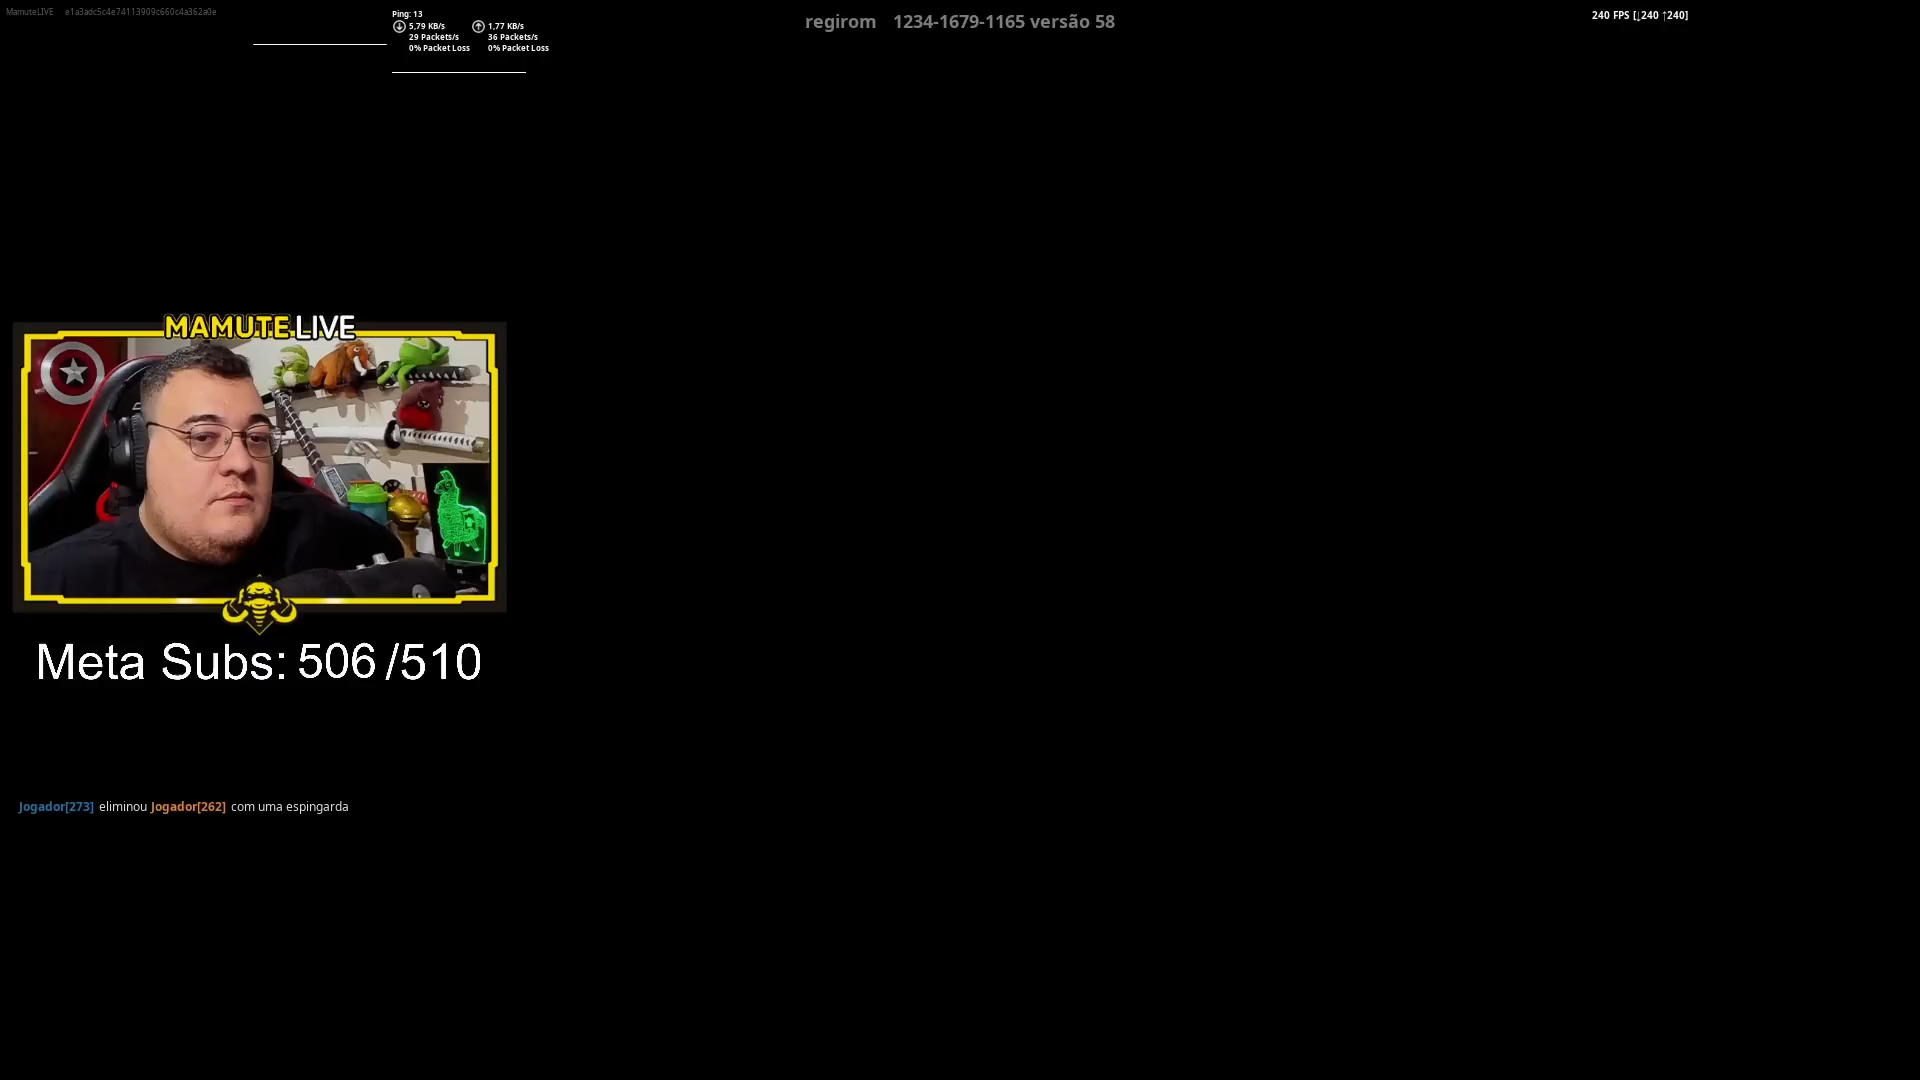 MamuteLIVE e1a3adc5c4e74113909c660c4a362a0e
Ping: 13
5,79 KB/s 1,77 KB/s
29 Packets/s 36 Packets/s
0% Packet Loss 0% Packet Loss
regirom 1234-1679-1165 versão 58
240 FPS [↓240 ↑240]
MAMUTELIVE
Meta Subs: 506 /510
Jogador[273] eliminou Jogador[262] com uma espingarda